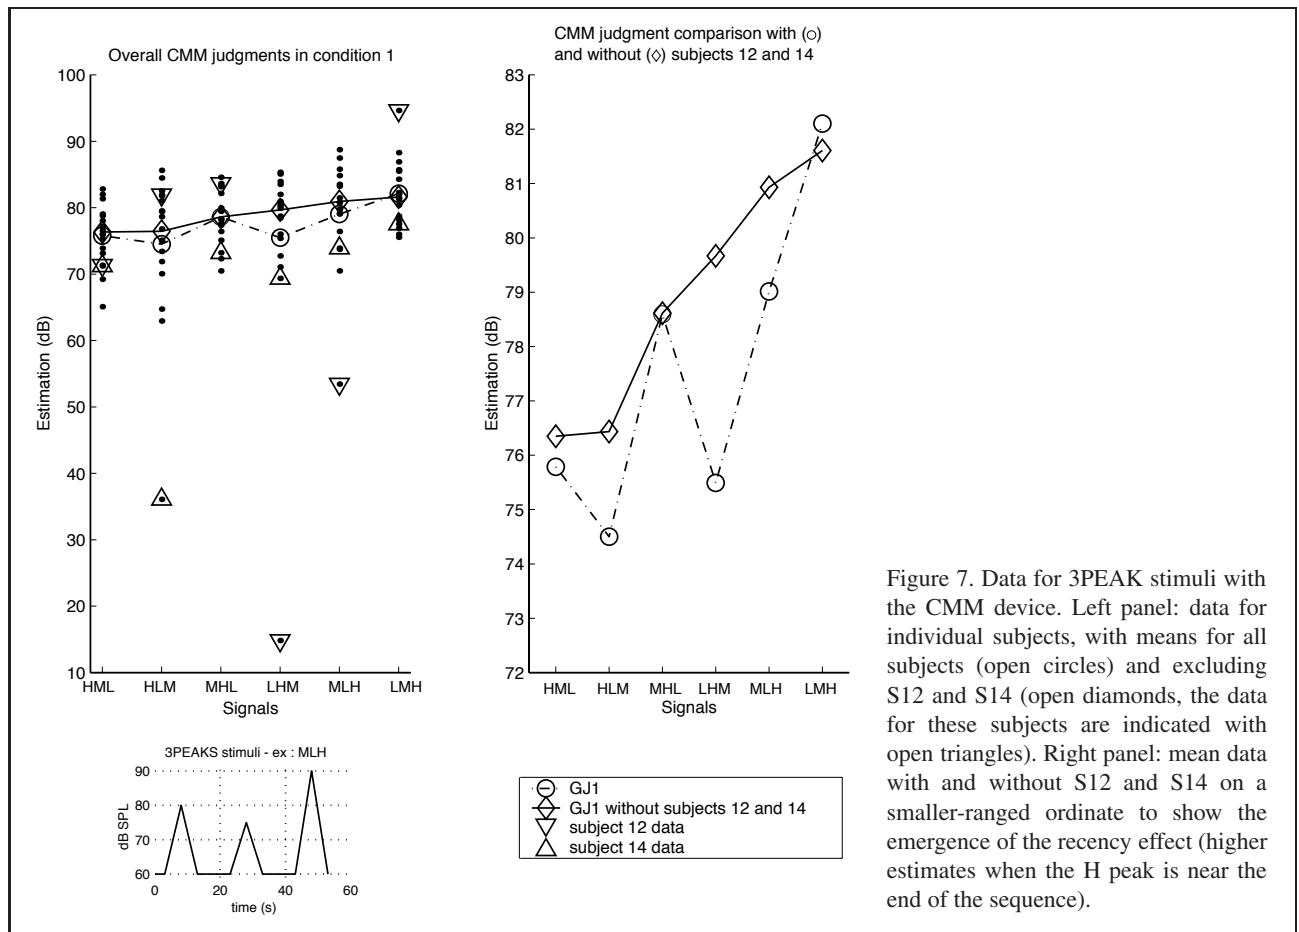 Overall CMM judgments in condition 1
100
90
80
70
60
50
40
30
20
10
Estimation (dB)
HML HLM MHL LHM MLH LMH
Signals
CMM judgment comparison with (○)
and without (◊) subjects 12 and 14
83
82
81
80
79
78
77
76
75
74
73
72
Estimation (dB)
HML HLM MHL LHM MLH LMH
Signals
3PEAKS stimuli - ex : MLH
90
80
70
60
dB SPL
0 20 40 60
time (s)
GJ1
GJ1 without subjects 12 and 14
subject 12 data
subject 14 data
Figure 7. Data for 3PEAK stimuli with
the CMM device. Left panel: data for
individual subjects, with means for all
subjects (open circles) and excluding
S12 and S14 (open diamonds, the data
for these subjects are indicated with
open triangles). Right panel: mean data
with and without S12 and S14 on a
smaller-ranged ordinate to show the
emergence of the recency effect (higher
estimates when the H peak is near the
end of the sequence).